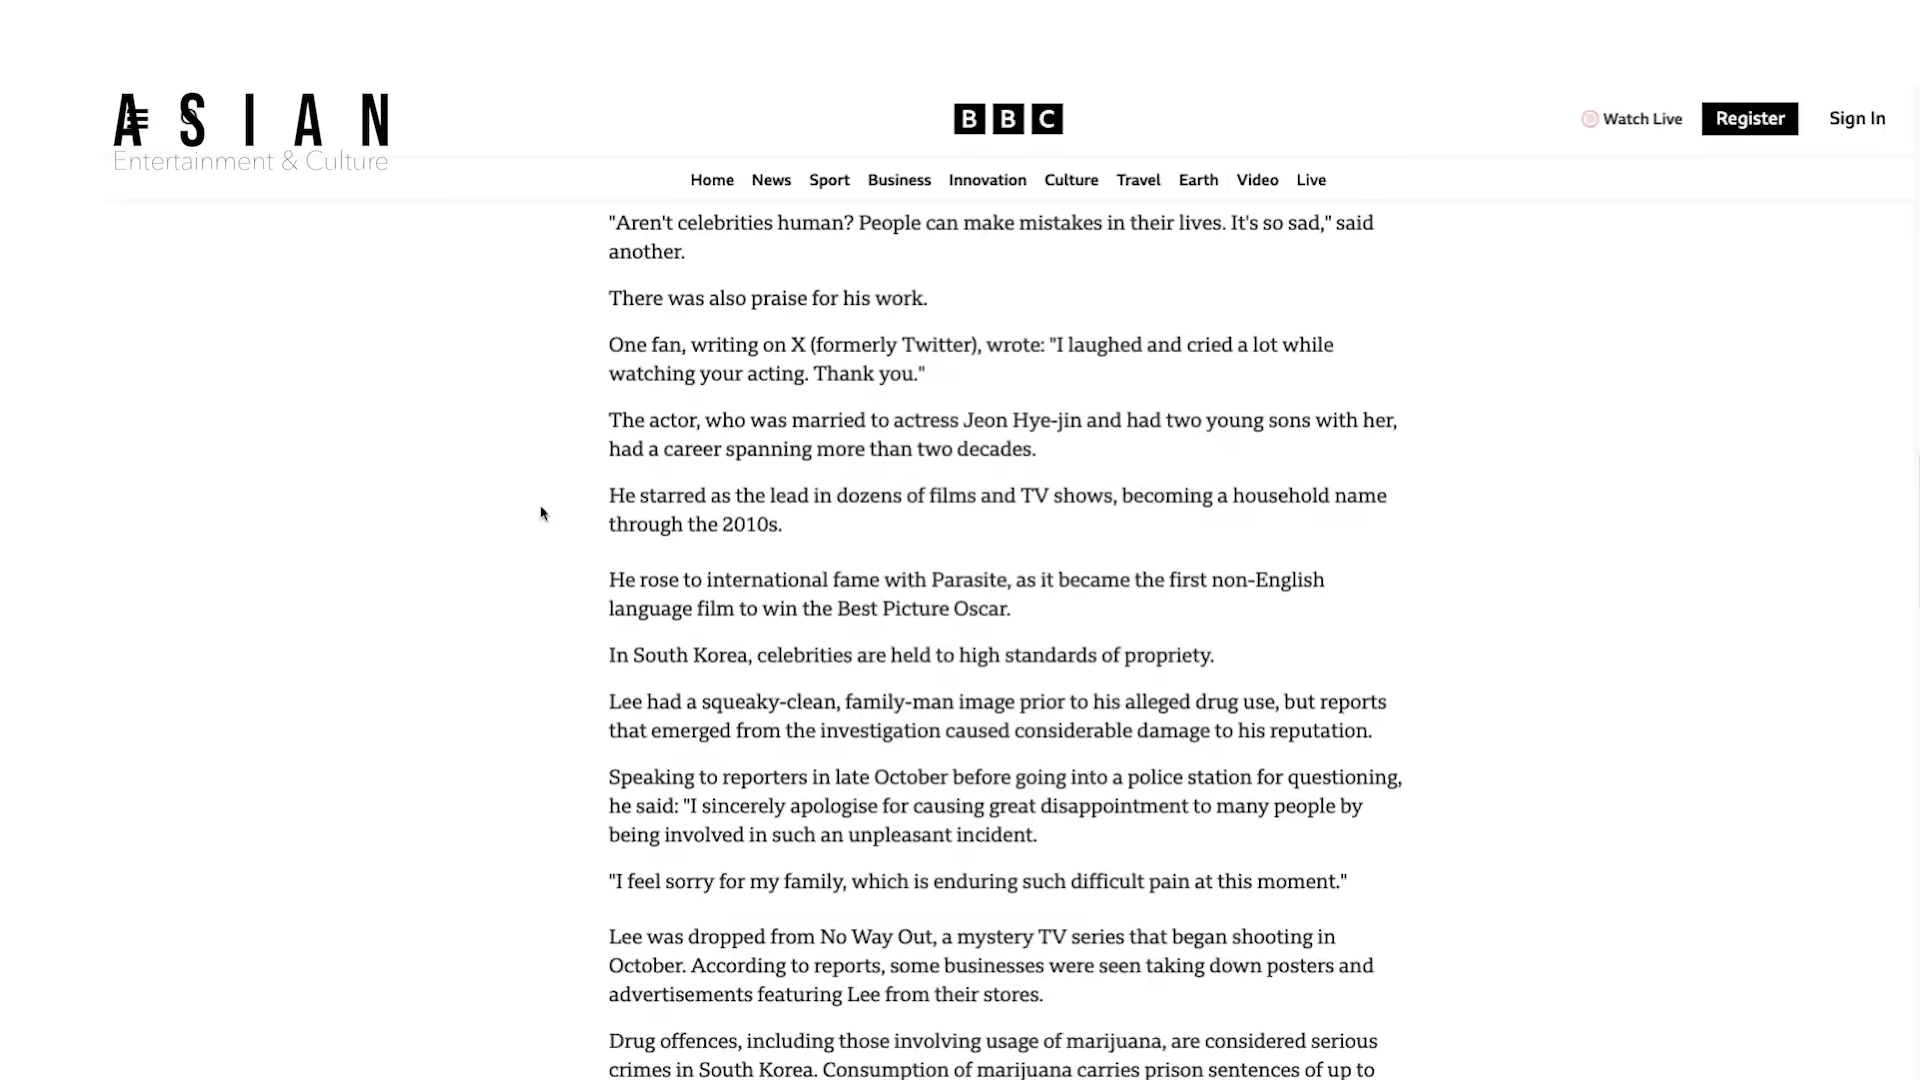 ASIAN
Entertainment & Culture
BBC
Watch Live
Register
Sign In
Home News Sport Business Innovation Culture Travel Earth Video Live
"Aren't celebrities human? People can make mistakes in their lives. It's so sad," said
another.
There was also praise for his work.
One fan, writing on X (formerly Twitter), wrote: "I laughed and cried a lot while
watching your acting. Thank you."
The actor, who was married to actress Jeon Hye-jin and had two young sons with her,
had a career spanning more than two decades.
He starred as the lead in dozens of films and TV shows, becoming a household name
through the 2010s.
He rose to international fame with Parasite, as it became the first non-English
language film to win the Best Picture Oscar.
In South Korea, celebrities are held to high standards of propriety.
Lee had a squeaky-clean, family-man image prior to his alleged drug use, but reports
that emerged from the investigation caused considerable damage to his reputation.
Speaking to reporters in late October before going into a police station for questioning,
he said: "I sincerely apologise for causing great disappointment to many people by
being involved in such an unpleasant incident.
"I feel sorry for my family, which is enduring such difficult pain at this moment."
Lee was dropped from No Way Out, a mystery TV series that began shooting in
October. According to reports, some businesses were seen taking down posters and
advertisements featuring Lee from their stores.
Drug offences, including those involving usage of marijuana, are considered serious
crimes in South Korea. Consumption of marijuana carries prison sentences of up to